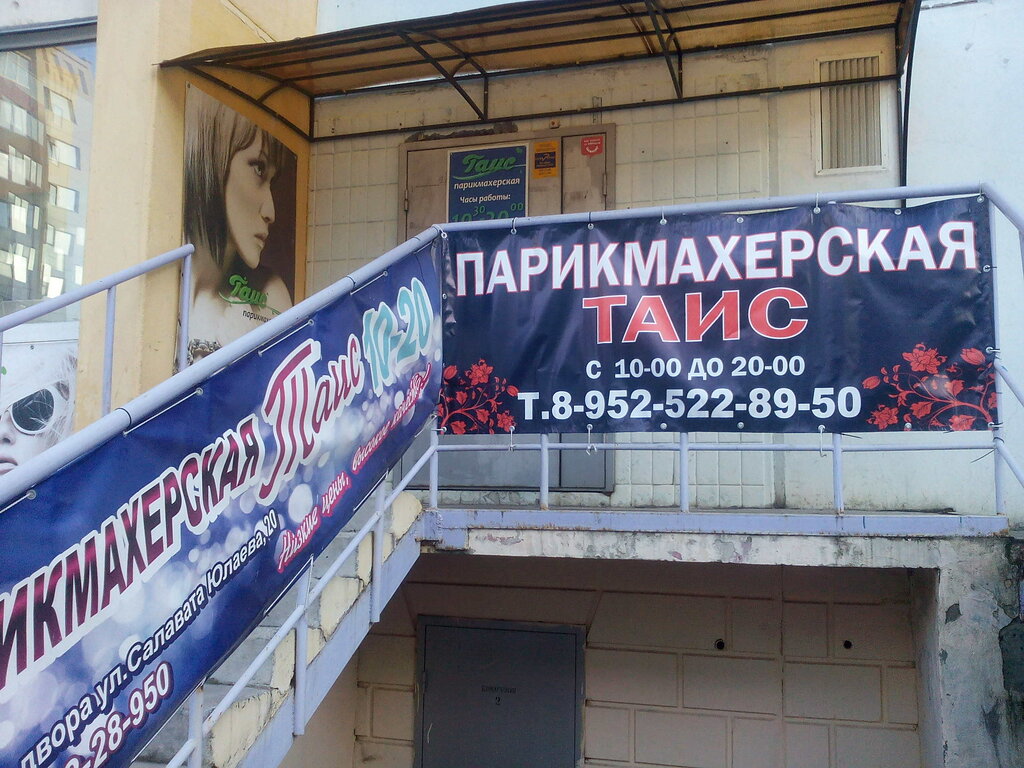 Таис
парикмахерская
Часы работы:
Таис
ПАРИКМАХЕРСКАЯ
ТАИС
С 10-00 ДО 20-00
Т.8-952-522-89-50
ИКМАХЕРСКАЯ Таис 10-20
Низкие цены,
двора ул.Салавата Юлаева,20
28-950